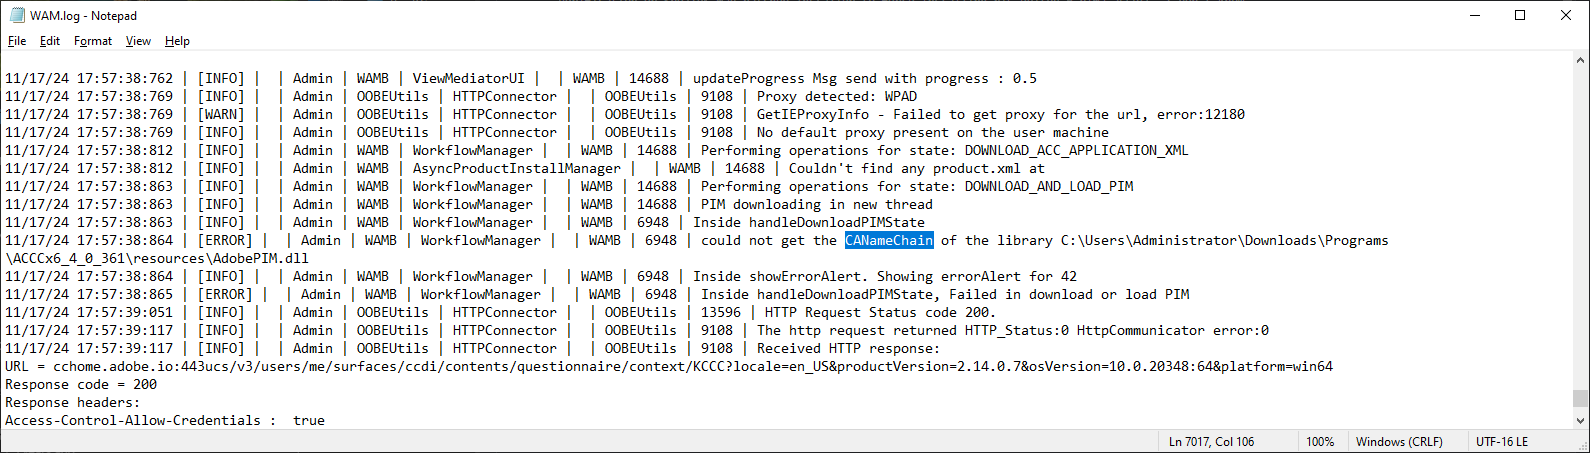 WAM.log - Notepad
File Edit Format View Help
11/17/24 17:57:38:762 | [INFO] |  | Admin | WAMB | ViewMediatorUI |  | WAMB | 14688 | updateProgress Msg send with progress : 0.5
11/17/24 17:57:38:769 | [INFO] |  | Admin | OOBEUtils | HTTPConnector |  | OOBEUtils | 9108 | Proxy detected: WPAD
11/17/24 17:57:38:769 | [WARN] |  | Admin | OOBEUtils | HTTPConnector |  | OOBEUtils | 9108 | GetIEProxyInfo - Failed to get proxy for the url, error:12180
11/17/24 17:57:38:769 | [INFO] |  | Admin | OOBEUtils | HTTPConnector |  | OOBEUtils | 9108 | No default proxy present on the user machine
11/17/24 17:57:38:812 | [INFO] |  | Admin | WAMB | WorkflowManager |  | WAMB | 14688 | Performing operations for state: DOWNLOAD_ACC_APPLICATION_XML
11/17/24 17:57:38:812 | [INFO] |  | Admin | WAMB | AsyncProductInstallManager |  | WAMB | 14688 | Couldn't find any product.xml at
11/17/24 17:57:38:863 | [INFO] |  | Admin | WAMB | WorkflowManager |  | WAMB | 14688 | Performing operations for state: DOWNLOAD_AND_LOAD_PIM
11/17/24 17:57:38:863 | [INFO] |  | Admin | WAMB | WorkflowManager |  | WAMB | 14688 | PIM downloading in new thread
11/17/24 17:57:38:863 | [INFO] |  | Admin | WAMB | WorkflowManager |  | WAMB | 6948 | Inside handleDownloadPIMState
11/17/24 17:57:38:864 | [ERROR] |  | Admin | WAMB | WorkflowManager |  | WAMB | 6948 | could not get the CANameChain of the library C:\Users\Administrator\Downloads\Programs
\ACCCx6_4_0_361\resources\AdobePIM.dll
11/17/24 17:57:38:864 | [INFO] |  | Admin | WAMB | WorkflowManager |  | WAMB | 6948 | Inside showErrorAlert. Showing errorAlert for 42
11/17/24 17:57:38:865 | [ERROR] |  | Admin | WAMB | WorkflowManager |  | WAMB | 6948 | Inside handleDownloadPIMState, Failed in download or load PIM
11/17/24 17:57:39:051 | [INFO] |  | Admin | OOBEUtils | HTTPConnector |  | OOBEUtils | 13596 | HTTP Request Status code 200.
11/17/24 17:57:39:117 | [INFO] |  | Admin | OOBEUtils | HTTPConnector |  | OOBEUtils | 9108 | The http request returned HTTP_Status:0 HttpCommunicator error:0
11/17/24 17:57:39:117 | [INFO] |  | Admin | OOBEUtils | HTTPConnector |  | OOBEUtils | 9108 | Received HTTP response:
URL = cchome.adobe.io:443ucs/v3/users/me/surfaces/ccdi/contents/questionnaire/context/KCCC?locale=en_US&productVersion=2.14.0.7&osVersion=10.0.20348:64&platform=win64
Response code = 200
Response headers:
Access-Control-Allow-Credentials :  true
Ln 7017, Col 106 100% Windows (CRLF) UTF-16 LE